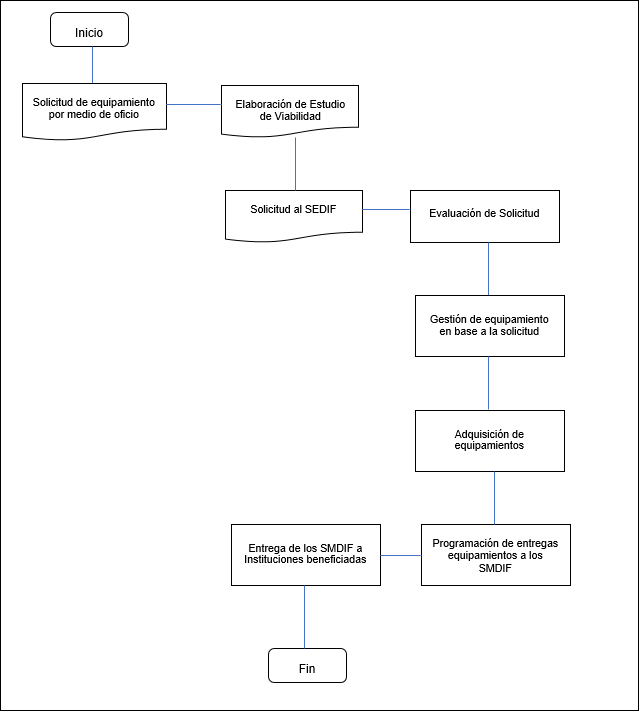 Inicio
Solicitud de equipamiento
por medio de oficio
Elaboración de Estudio
de Viabilidad
Solicitud al SEDIF
Evaluación de Solicitud
Gestión de equipamiento
en base a la solicitud
Adquisición de
equipamientos
Programación de entregas
equipamientos a los
SMDIF
Entrega de los SMDIF a
Instituciones beneficiadas
Fin